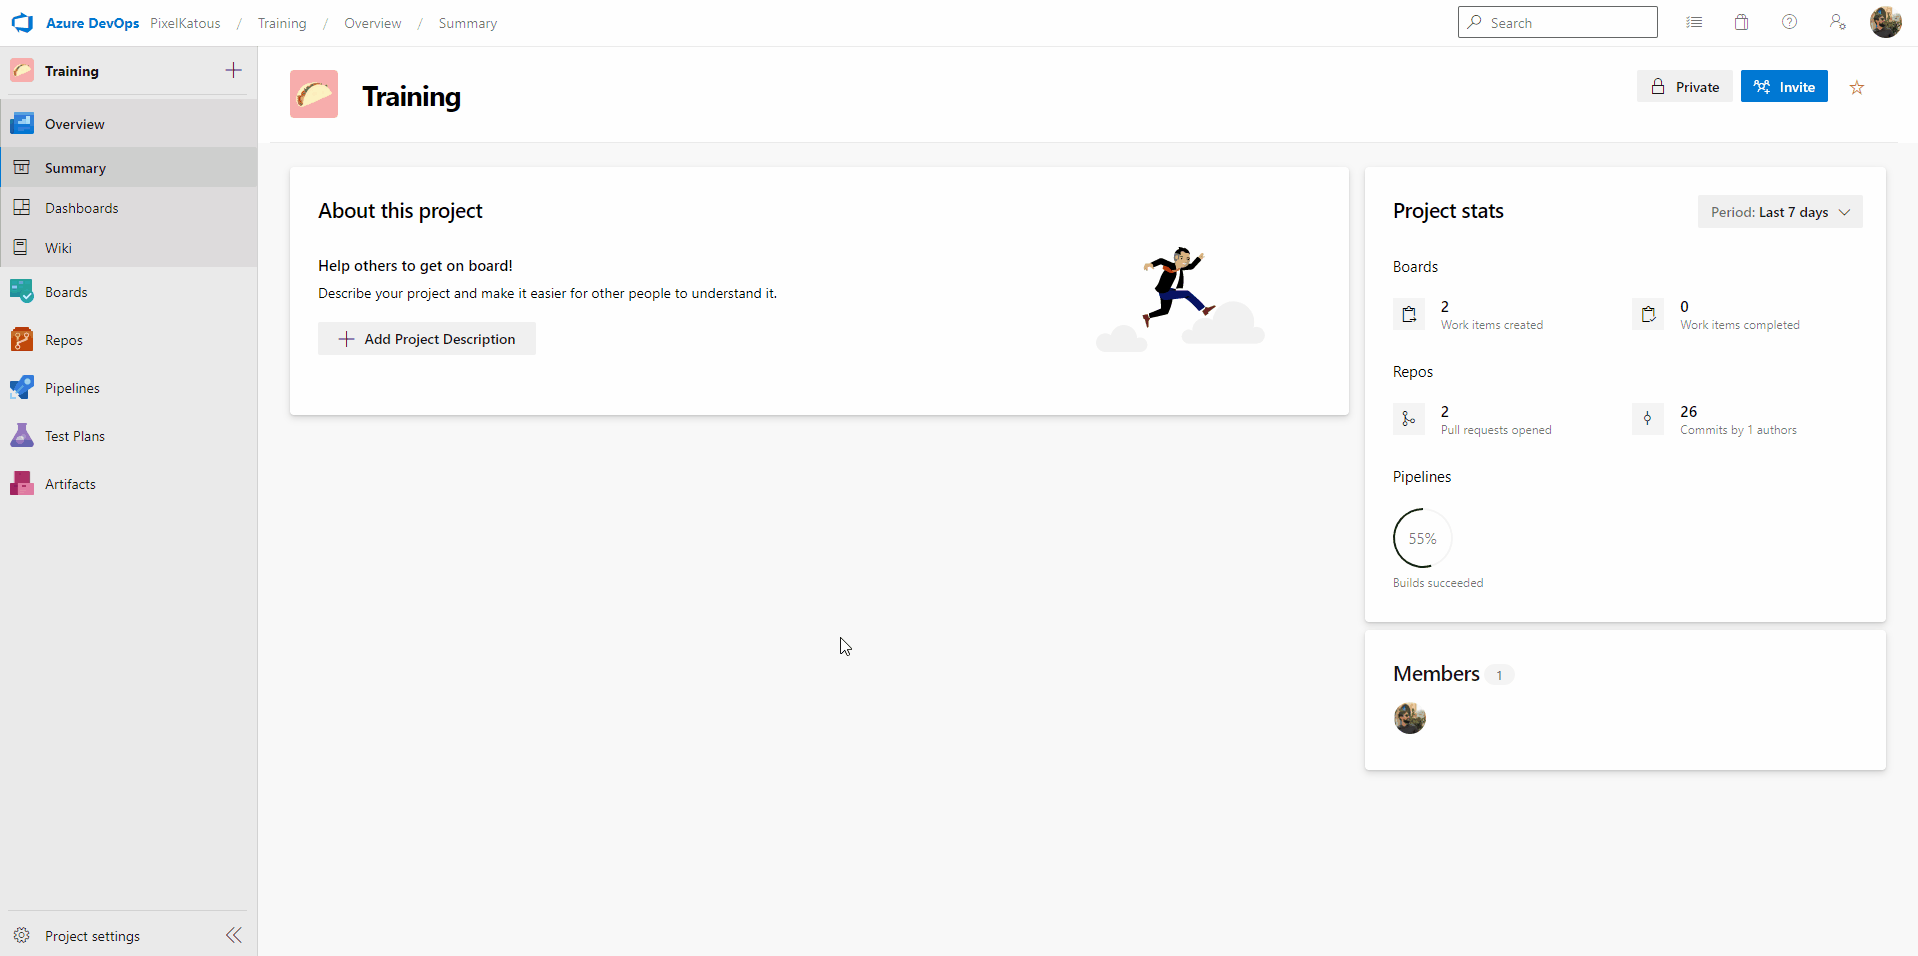 Azure DevOps PixelKatous / Training / Overview / Summary
Search
Training
Overview
Summary
Dashboards
Wiki
Boards
Repos
Pipelines
Test Plans
Artifacts
Project settings
Training
Private
Invite
About this project
Help others to get on board!
Describe your project and make it easier for other people to understand it.
Add Project Description
Project stats
Period: Last 7 days
Boards
2
Work items created
0
Work items completed
Repos
2
Pull requests opened
26
Commits by 1 authors
Pipelines
55%
Builds succeeded
Members 1